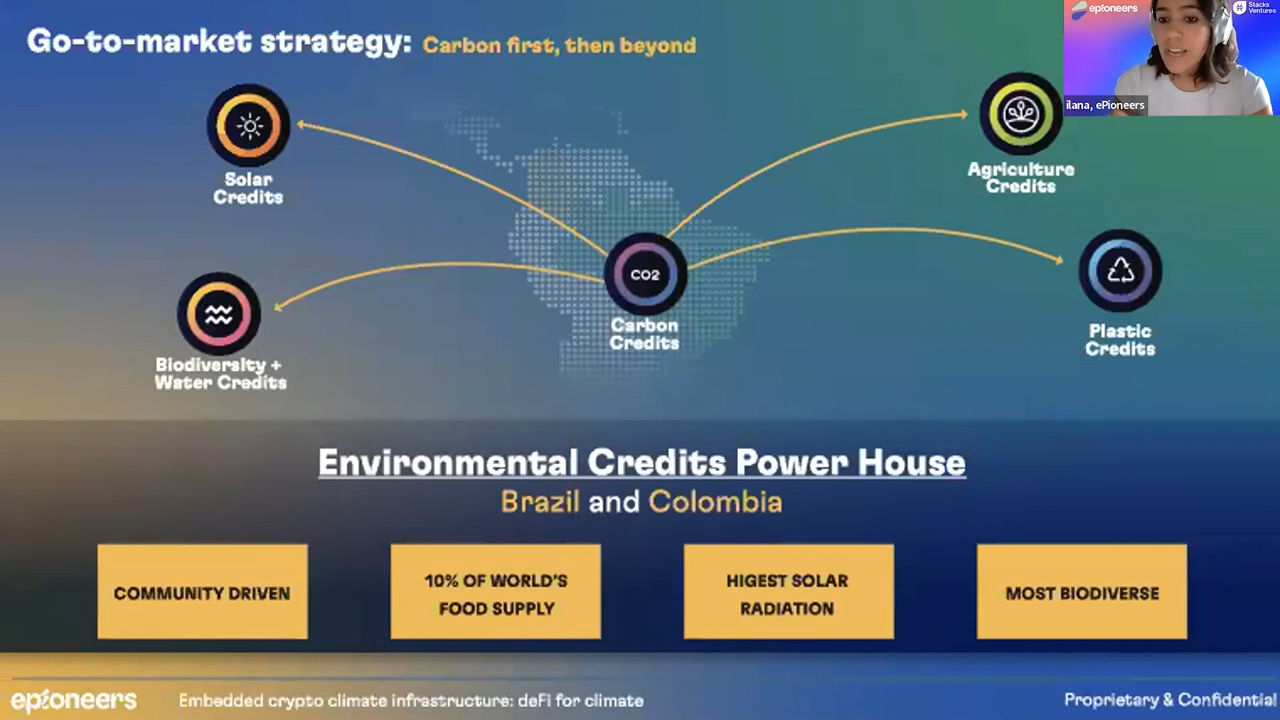 Go-to-market strategy: Carbon first, then beyond
epioneers
Stacks
Ventures
ilana, ePioneers
Solar
Credits
Agriculture
Credits
CO2
Carbon
Credits
Plastic
Credits
Biodiversity +
Water Credits
Environmental Credits Power House
Brazil and Colombia
COMMUNITY DRIVEN
10% OF WORLD'S
FOOD SUPPLY
HIGEST SOLAR
RADIATION
MOST BIODIVERSE
epioneers
Embedded crypto climate infrastructure: deFi for climate
Proprietary & Confidential